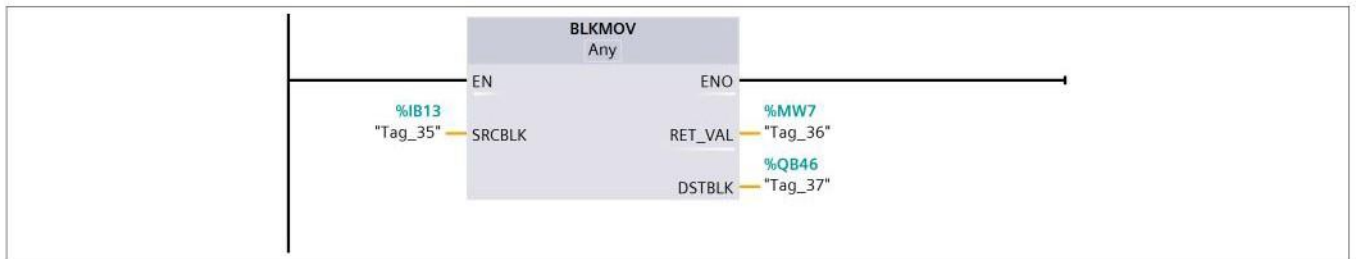 BLKMOV
Any
EN ENO
%IB13 %MW7
"Tag_35" SRCBLK RET_VAL "Tag_36"
%QB46
DSTBLK "Tag_37"